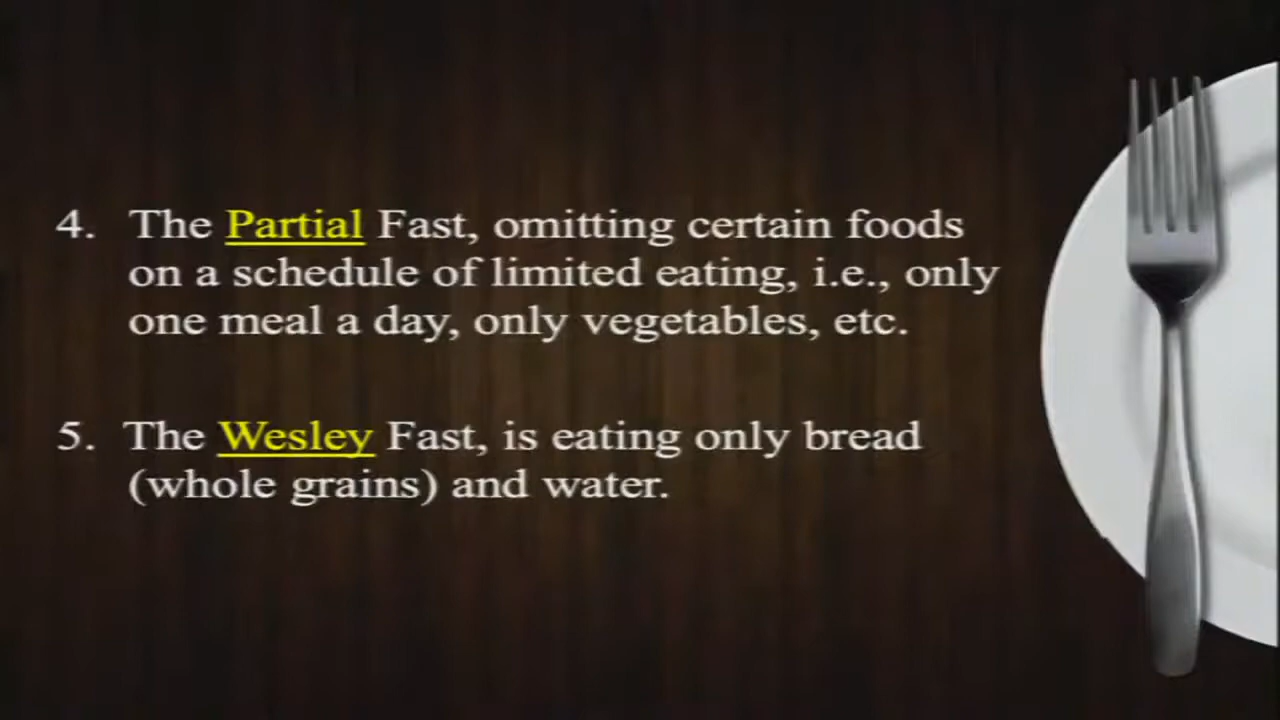 4. The Partial Fast, omitting certain foods
on a schedule of limited eating, i.e., only
one meal a day, only vegetables, etc.
5. The Wesley Fast, is eating only bread
(whole grains) and water.